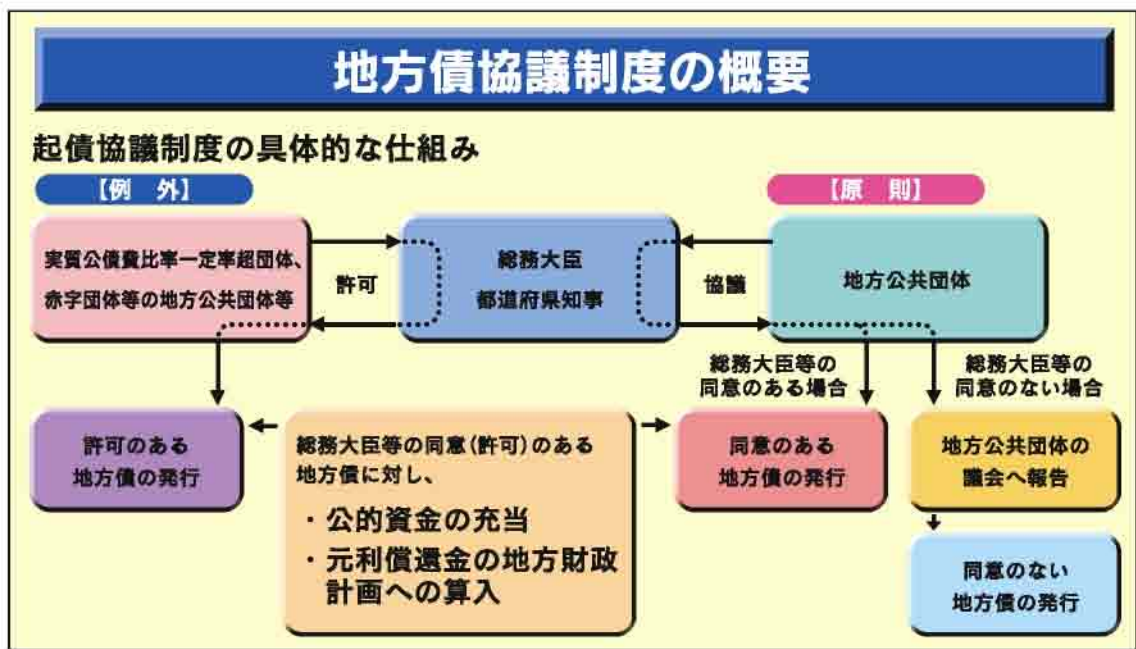 地方債協議制度の概要
起債協議制度の具体的な仕組み
【例 外】
【原 則】
実質公債費比率一定率超団体、
赤字団体等の地方公共団体等
許可
総務大臣
都道府県知事
協議
地方公共団体
総務大臣等の
同意のある場合
総務大臣等の
同意のない場合
許可のある
地方債の発行
総務大臣等の同意(許可)のある
地方債に対し、
・公的資金の充当
・元利償還金の地方財政
計画への算入
同意のある
地方債の発行
地方公共団体の
議会へ報告
同意のない
地方債の発行